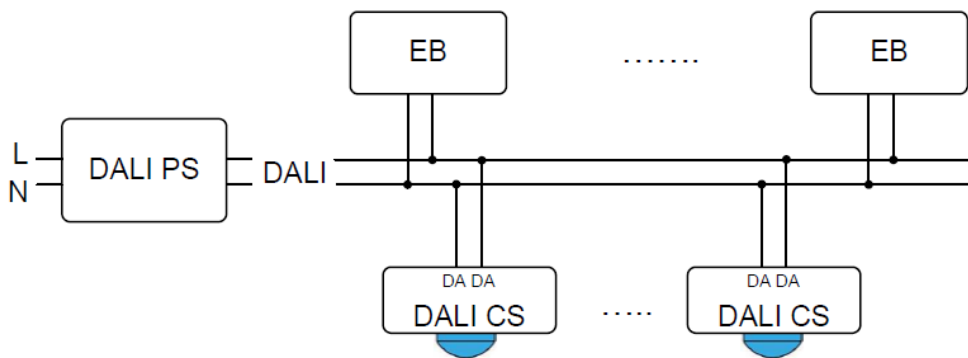 EB
.......
EB
L
N
DALI PS
DALI
DA DA
DALI CS
.....
DA DA
DALI CS